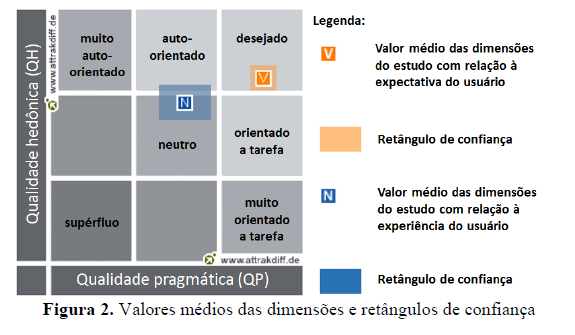 Qualidade hedônica (QH)
www.attrakdiff.de
muito
auto-
orientado
auto-
orientado
desejado
V
N
neutro
orientado
a tarefa
supérfluo
muito
orientado
a tarefa
www.attrakdiff.de
Qualidade pragmática (QP)
Legenda:
V
Valor médio das dimensões
do estudo com relação à
expectativa do usuário
Retângulo de confiança
N
Valor médio das dimensões
do estudo com relação à
experiência do usuário
Retângulo de confiança
Figura 2. Valores médios das dimensões e retângulos de confiança